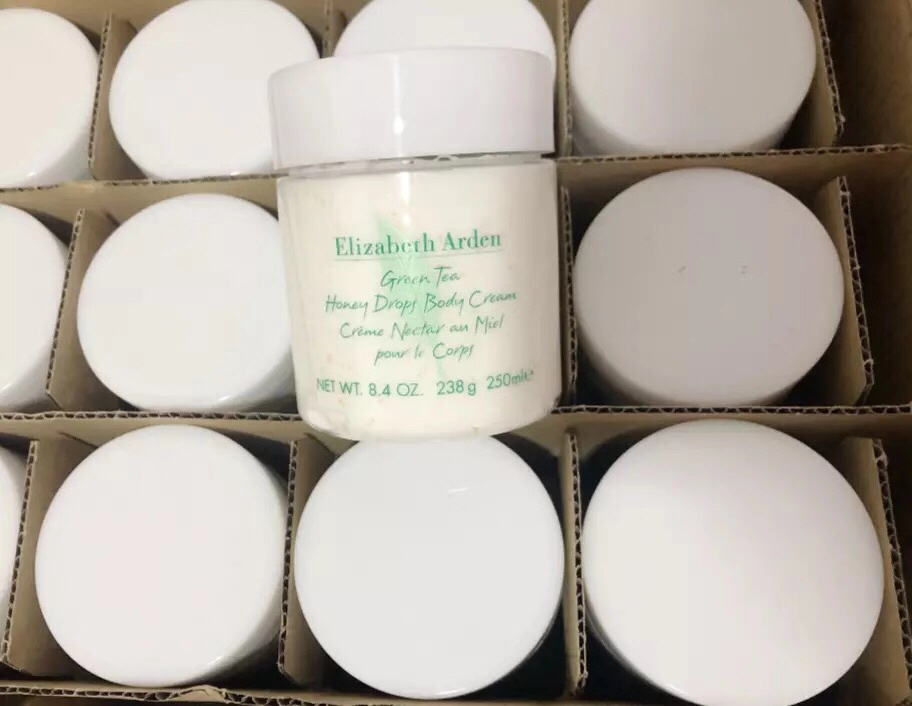 Elizabeth Arden
Green Tea
Honey Drops Body Cream
Crème Nectar au Miel
pour le Corps
NET WT. 8.4 OZ. 238g 250ml e